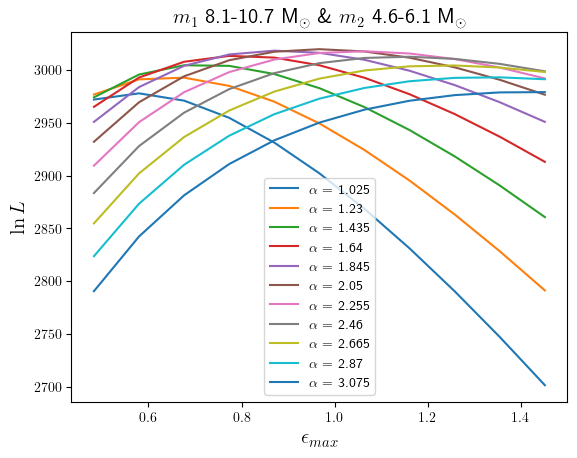 m₁ 8.1-10.7 M☉ & m₂ 4.6-6.1 M☉
ln L
3000
2950
2900
2850
2800
2750
2700
α = 1.025
α = 1.23
α = 1.435
α = 1.64
α = 1.845
α = 2.05
α = 2.255
α = 2.46
α = 2.665
α = 2.87
α = 3.075
0.6 0.8 1.0 1.2 1.4
ϵₘₐₓ